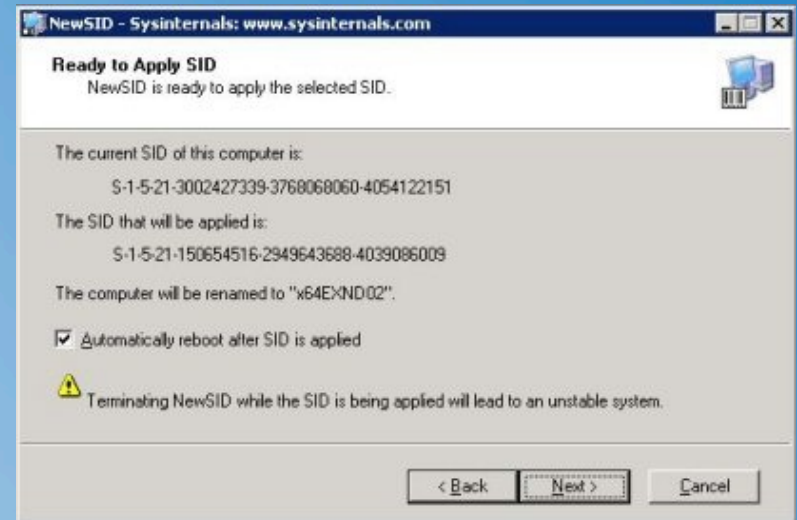 NewSID - Sysinternals: www.sysinternals.com
Ready to Apply SID
NewSID is ready to apply the selected SID.
The current SID of this computer is:
S-1-5-21-3002427339-3768068060-4054122151
The SID that will be applied is:
S-1-5-21-150654516-2949643688-4039086009
The computer will be renamed to "x64EXND02".
Automatically reboot after SID is applied
Terminating NewSID while the SID is being applied will lead to an unstable system.
< Back Next > Cancel